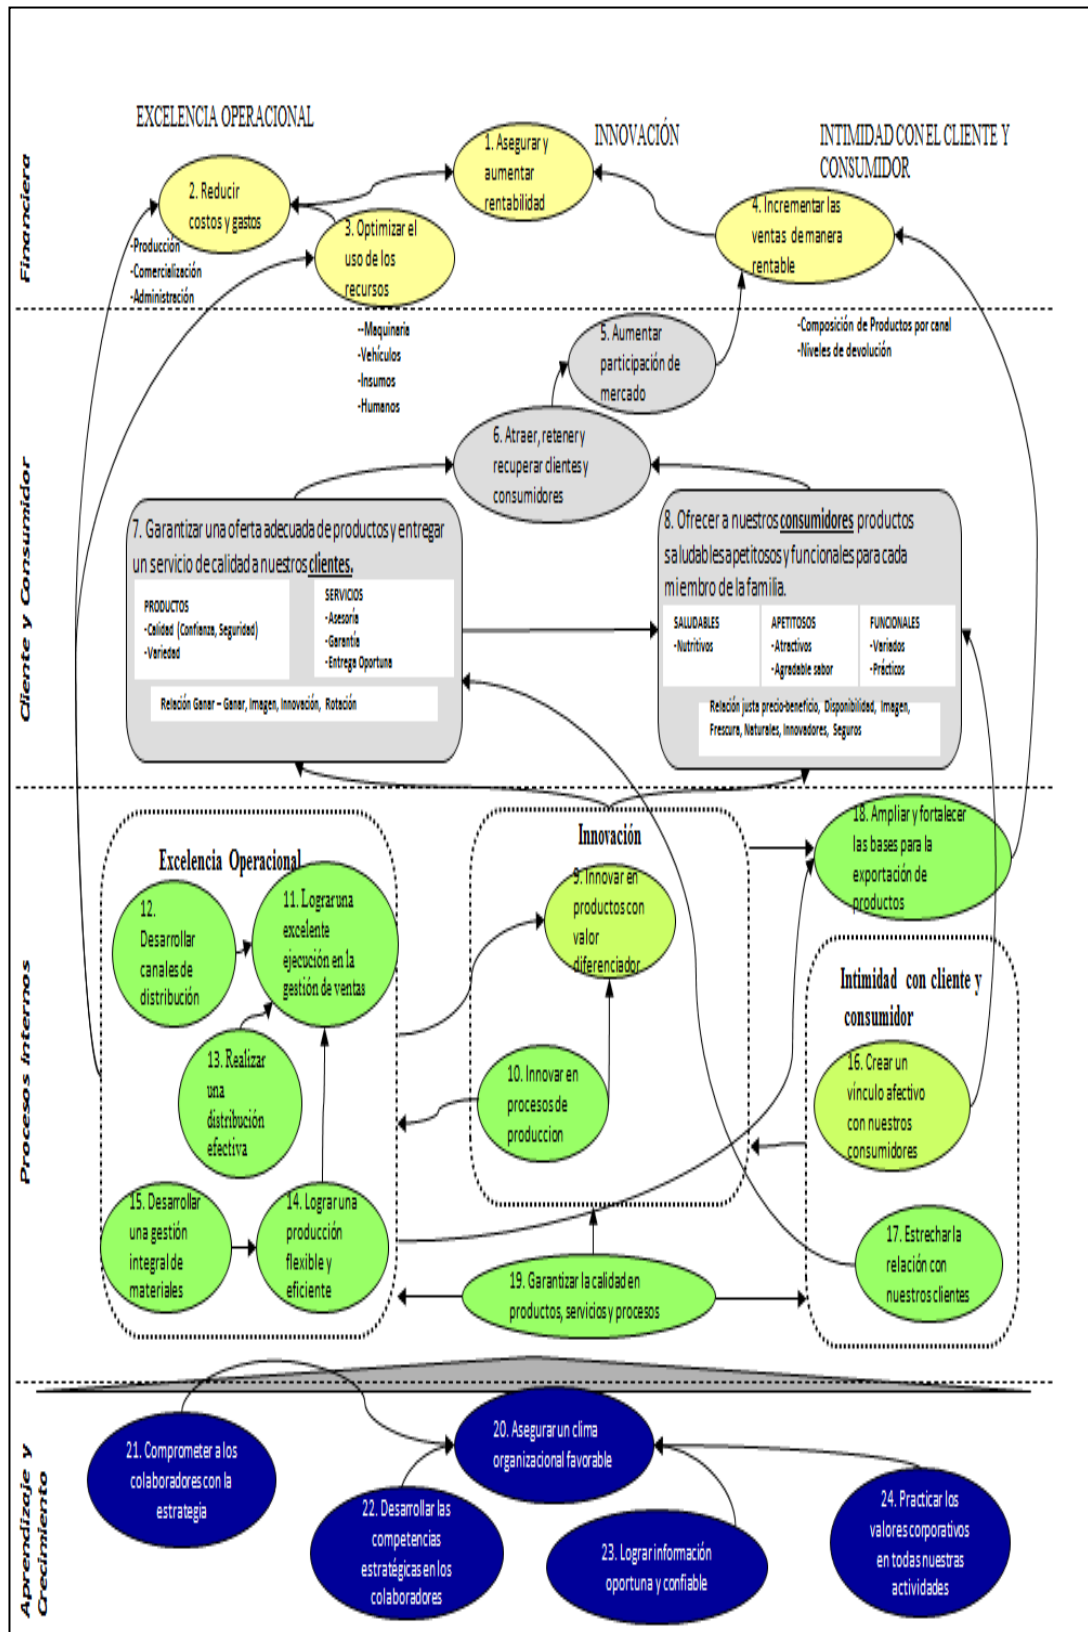 EXCELENCIA OPERACIONAL
INNOVACIÓN
INTIMIDAD CON EL CLIENTE Y
CONSUMIDOR
Financiera
1. Asegurar y
aumentar
rentabilidad
2. Reducir
costos y gastos
-Producción
-Comercialización
-Administración
3. Optimizar el
uso de los
recursos
4. Incrementar las
ventas de manera
rentable
--Maquinaria
-Vehículos
-Insumos
-Humanos
-Composición de Productos por canal
-Niveles de devolución
Cliente y Consumidor
5. Aumentar
participación de
mercado
6. Atraer, retener y
recuperar clientes y
consumidores
7. Garantizar una oferta adecuada de productos y entregar
un servicio de calidad a nuestros clientes.
PRODUCTOS
-Calidad (Confianza, Seguridad)
-Variedad
SERVICIOS
-Asesoría
-Garantía
-Entrega Oportuna
Relación Ganar – Ganar, Imagen, Innovación, Rotación
8. Ofrecer a nuestros consumidores productos
saludables apetitosos y funcionales para cada
miembro de la familia.
SALUDABLES
-Nutritivos
APETITOSOS
-Atractivos
-Agradable sabor
FUNCIONALES
-Variados
-Prácticos
Relación justa precio-beneficio, Disponibilidad, Imagen,
Frescura, Naturales, Innovadores, Seguros
Procesos internos
Excelencia Operacional
12.
Desarrollar
canales de
distribución
11. Lograr una
excelente
ejecución en la
gestión de ventas
13. Realizar
una
distribución
efectiva
15. Desarrollar
una gestión
integral de
materiales
14. Lograr una
producción
flexible y
eficiente
Innovación
9. Innovar en
productos con
valor
diferenciador
10. Innovar en
procesos de
produccion
18. Ampliar y fortalecer
las bases para la
exportación de
productos
Intimidad con cliente y
consumidor
16. Crear un
vínculo afectivo
con nuestros
consumidores
17. Estrechar la
relación con
nuestros clientes
19. Garantizar la calidad en
productos, servicios y procesos
Aprendizaje y
Crecimiento
20. Asegurar un clima
organizacional favorable
21. Comprometer a los
colaboradores con la
estrategia
22. Desarrollar las
competencias
estratégicas en los
colaboradores
23. Lograr información
oportuna y confiable
24. Practicar los
valores corporativos
en todas nuestras
actividades